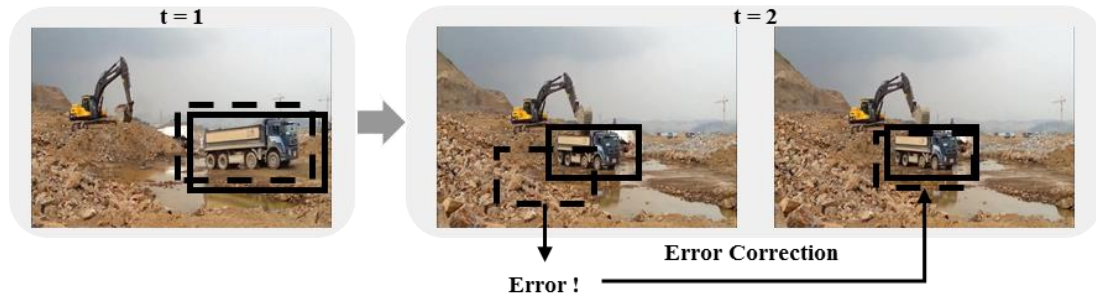 t = 1
t = 2
Error Correction
Error !